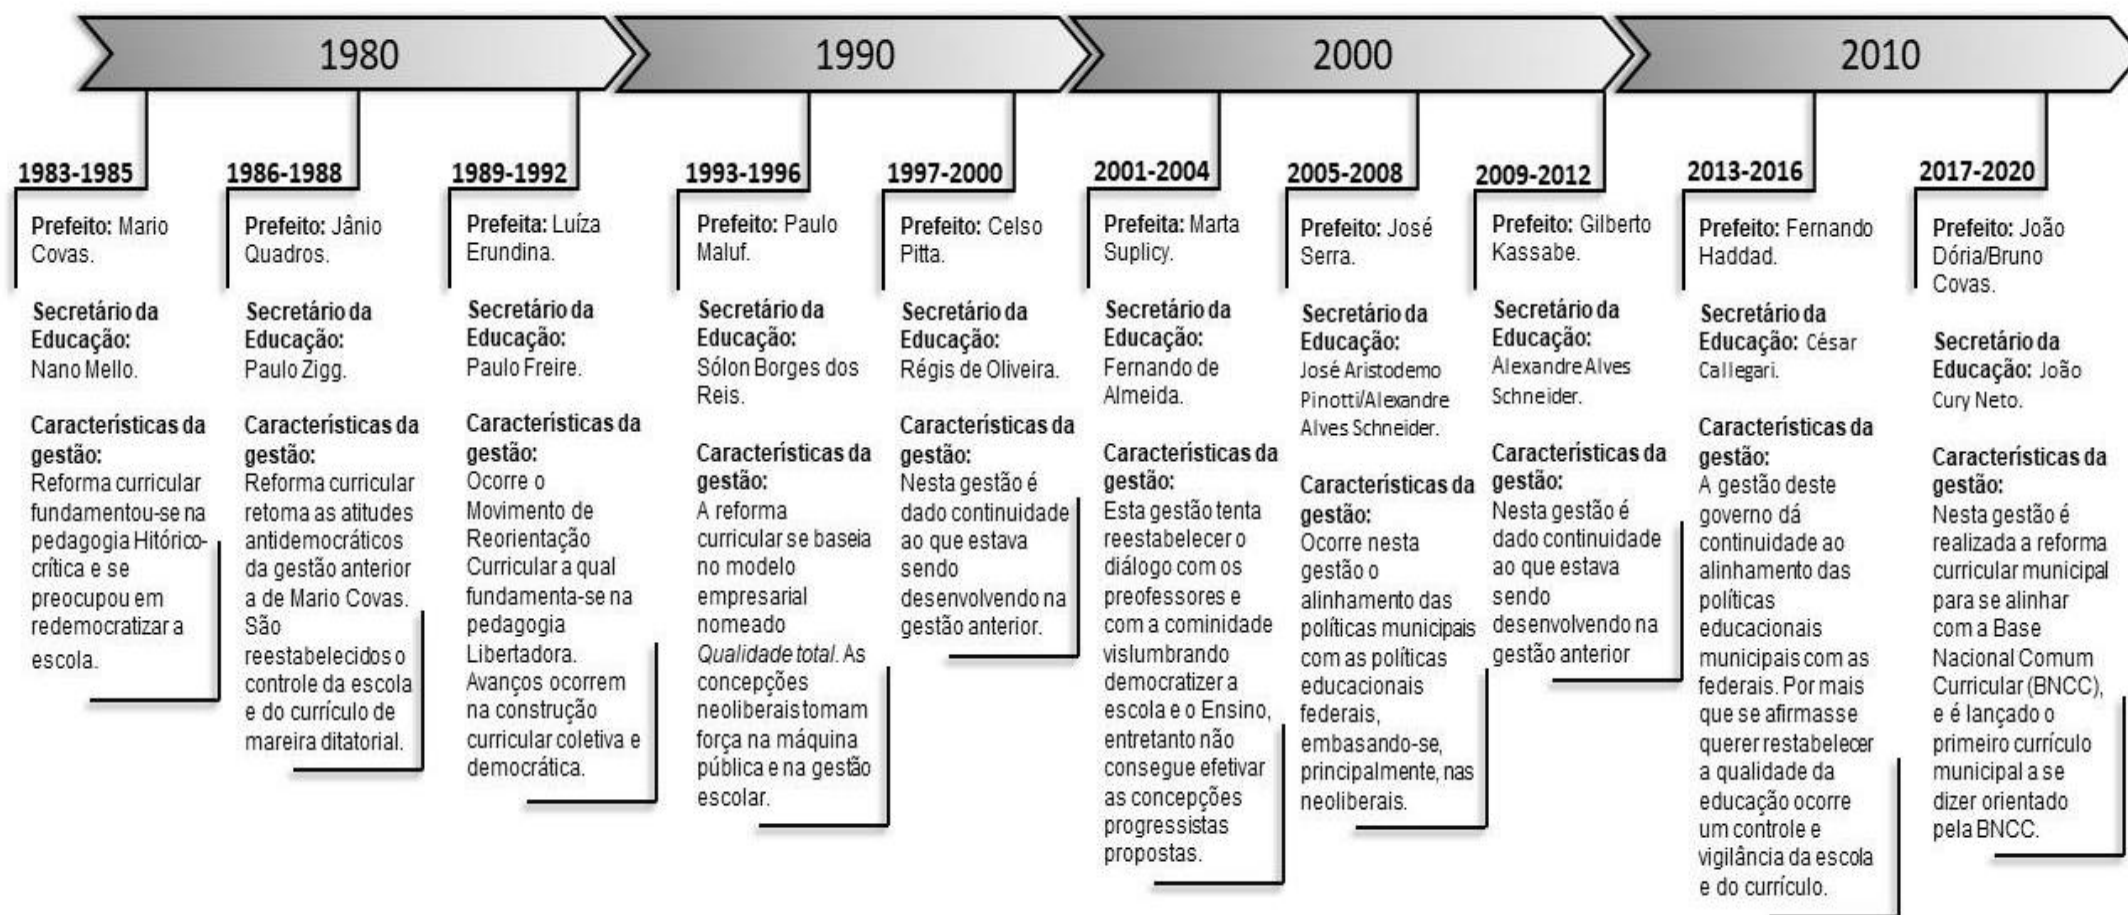 1980
1990
2000
2010
1983-1985
Prefeito: Mario
Covas.
Secretário da
Educação:
Nano Mello.
Características da
gestão:
Reforma curricular
fundamentou-se na
pedagogia Hitórico-
crítica e se
preocupou em
redemocratizar a
escola.
1986-1988
Prefeito: Jânio
Quadros.
Secretário da
Educação:
Paulo Zigg.
Características da
gestão:
Reforma curricular
retoma as atitudes
antidemocráticos
da gestão anterior
a de Mario Covas.
São
reestabelecidos o
controle da escola
e do currículo de
mareira ditatorial.
1989-1992
Prefeita: Luíza
Erundina.
Secretário da
Educação:
Paulo Freire.
Características da
gestão:
Ocorre o
Movimento de
Reorientação
Curricular a qual
fundamenta-se na
pedagogia
Libertadora.
Avanços ocorrem
na construção
curricular coletiva e
democrática.
1993-1996
Prefeito: Paulo
Maluf.
Secretário da
Educação:
Sólon Borges dos
Reis.
Características da
gestão:
A reforma
curricular se baseia
no modelo
empresarial
nomeado
Qualidade total. As
concepções
neoliberais tomam
força na máquina
pública e na gestão
escolar.
1997-2000
Prefeito: Celso
Pitta.
Secretário da
Educação:
Régis de Oliveira.
Características da
gestão:
Nesta gestão é
dado continuidade
ao que estava
sendo
desenvolvendo na
gestão anterior.
2001-2004
Prefeita: Marta
Suplicy.
Secretário da
Educação:
Fernando de
Almeida.
Características da
gestão:
Esta gestão tenta
reestabelecer o
diálogo com os
preofessores e
com a cominidade
vislumbrando
democratizer a
escola e o Ensino,
entretanto não
consegue efetivar
as concepções
progressistas
propostas.
2005-2008
Prefeito: José
Serra.
Secretário da
Educação:
José Aristodemo
Pinotti/Alexandre
Alves Schneider.
Características da
gestão:
Ocorre nesta
gestão o
alinhamento das
políticas municipais
com as políticas
educacionais
federais,
embasando-se,
principalmente, nas
neoliberais.
2009-2012
Prefeito: Gilberto
Kassabe.
Secretário da
Educação:
Alexandre Alves
Schneider.
Características da
gestão:
Nesta gestão é
dado continuidade
ao que estava
sendo
desenvolvendo na
gestão anterior
2013-2016
Prefeito: Fernando
Haddad.
Secretário da
Educação: César
Callegari.
Características da
gestão:
A gestão deste
governo dá
continuidade ao
alinhamento das
políticas
educacionais
municipais com as
federais. Por mais
que se afirmasse
querer restabelecer
a qualidade da
educação ocorre
um controle e
vigilância da escola
e do currículo.
2017-2020
Prefeito: João
Dória/Bruno
Covas.
Secretário da
Educação: João
Cury Neto.
Características da
gestão:
Nesta gestão é
realizada a reforma
curricular municipal
para se alinhar
com a Base
Nacional Comum
Curricular (BNCC),
e é lançado o
primeiro currículo
municipal a se
dizer orientado
pela BNCC.